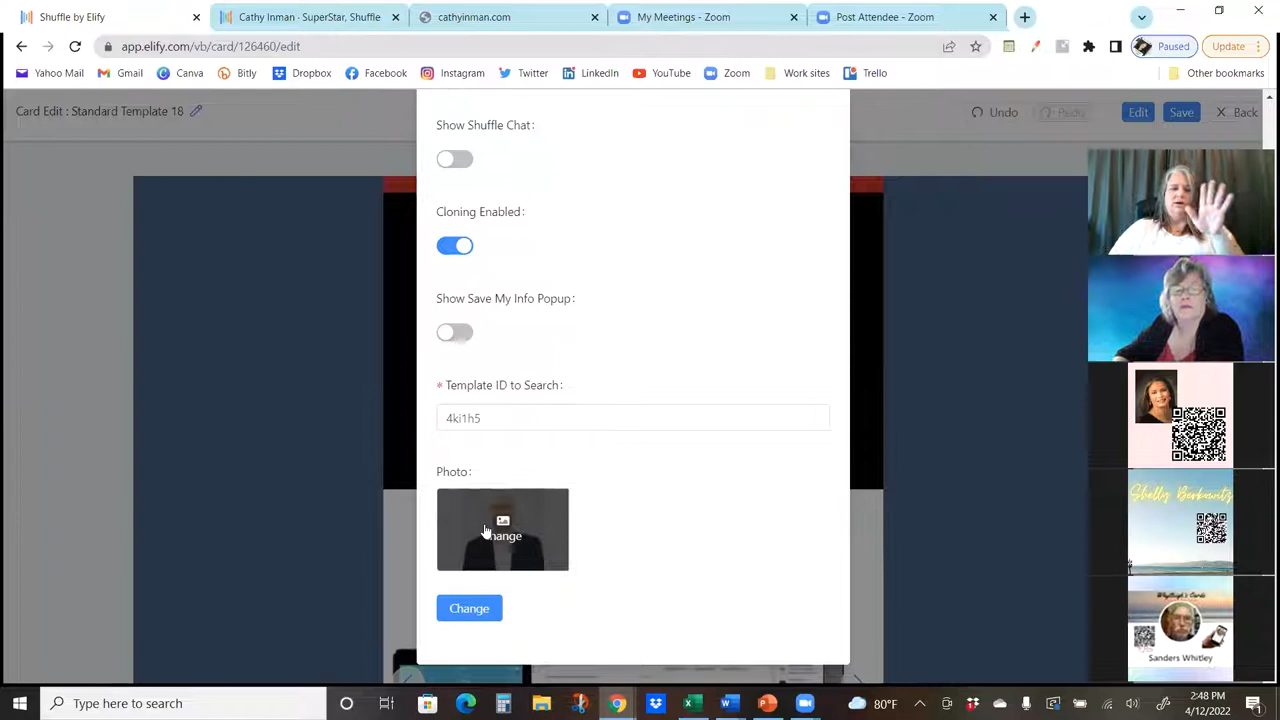 Shuffle by Elify
Cathy Inman · SuperStar, Shuffle
cathyinman.com
My Meetings - Zoom
Post Attendee - Zoom
app.elify.com/vb/card/126460/edit
Paused
Update
Yahoo Mail
Gmail
Canva
Bitly
Dropbox
Facebook
Instagram
Twitter
LinkedIn
YouTube
Zoom
Work sites
Trello
Other bookmarks
Card Edit : Standard Template 18
Undo
Redo
Edit
Save
Back
Show Shuffle Chat:
Cloning Enabled:
Show Save My Info Popup:
* Template ID to Search:
4ki1h5
Photo:
Change
Change
Shelly Berkowitz
Whytleigh's Cards
Sanders Whitley
Type here to search
80°F
2:48 PM
4/12/2022